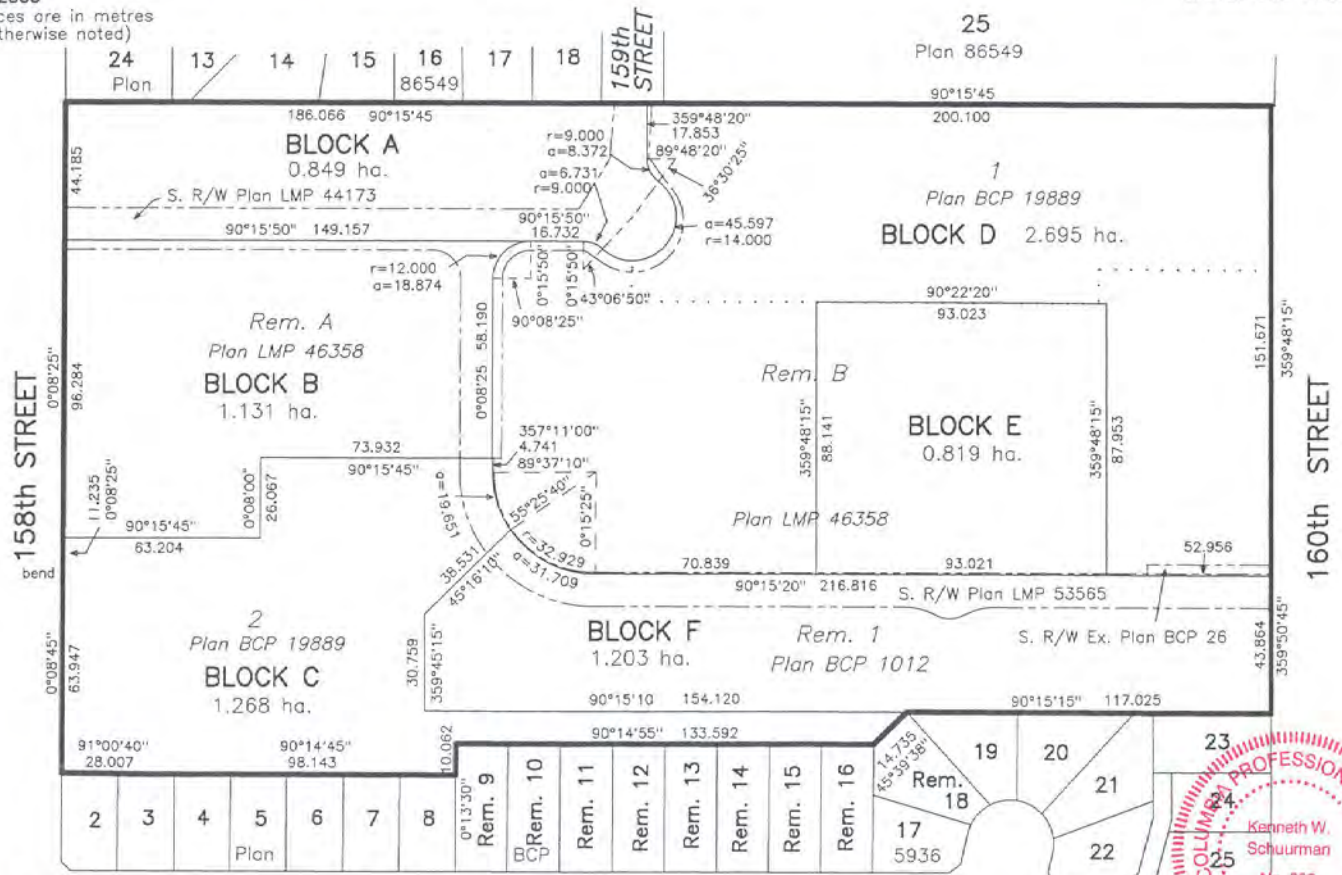 ces are in metres
therwise noted)
25
Plan 86549
159th
STREET
24
Plan
13
14
15
16
86549
17
18
186.066 90°15'45
90°15'45
200.100
BLOCK A
0.849 ha.
44.185
S. R/W Plan LMP 44173
r=9.000
a=8.372
a=6.731
r=9.000
359°48'20"
17.853
89°48'20"
36°30'25"
a=45.597
r=14.000
1
Plan BCP 19889
BLOCK D 2.695 ha.
90°15'50" 149.157
90°15'50"
16.732
r=12.000
a=18.874
0°15'50"
0°15'50"
43°06'50"
90°08'25"
90°22'20"
93.023
Rem. A
Plan LMP 46358
BLOCK B
1.131 ha.
0°08'25 58.190
Rem. B
151.671
359°48'15"
158th STREET
0°08'25"
96.284
359°48'15"
88.141
BLOCK E
0.819 ha.
359°48'15"
87.953
160th STREET
73.932
90°15'45"
357°11'00"
4.741
89°37'10"
11.235
0°08'25"
0°08'00"
26.067
90°15'45"
63.204
a=19.651
55°25'40"
0°15'25"
Plan LMP 46358
r=32.929
a=31.709
38.531
45°16'10"
bend
70.839
93.021
52.956
90°15'20" 216.816
S. R/W Plan LMP 53565
2
Plan BCP 19889
BLOCK C
1.268 ha.
0°08'45"
63.947
30.759
359°45'15"
BLOCK F
1.203 ha.
Rem. 1
Plan BCP 1012
S. R/W Ex. Plan BCP 26
43.864
359°50'45"
90°15'10 154.120
90°15'15" 117.025
91°00'40"
28.007
90°14'45"
98.143
10.062
90°14'55" 133.592
14.735
45°39'38"
0°13'30"
2
3
4
5
Plan
6
7
8
Rem. 9
Rem. 10
BCP
Rem. 11
Rem. 12
Rem. 13
Rem. 14
Rem. 15
Rem. 16
17
5936
Rem.
18
19
20
21
22
23
24
25
COLUMBIA PROFESSION
Kenneth W.
Schuurman